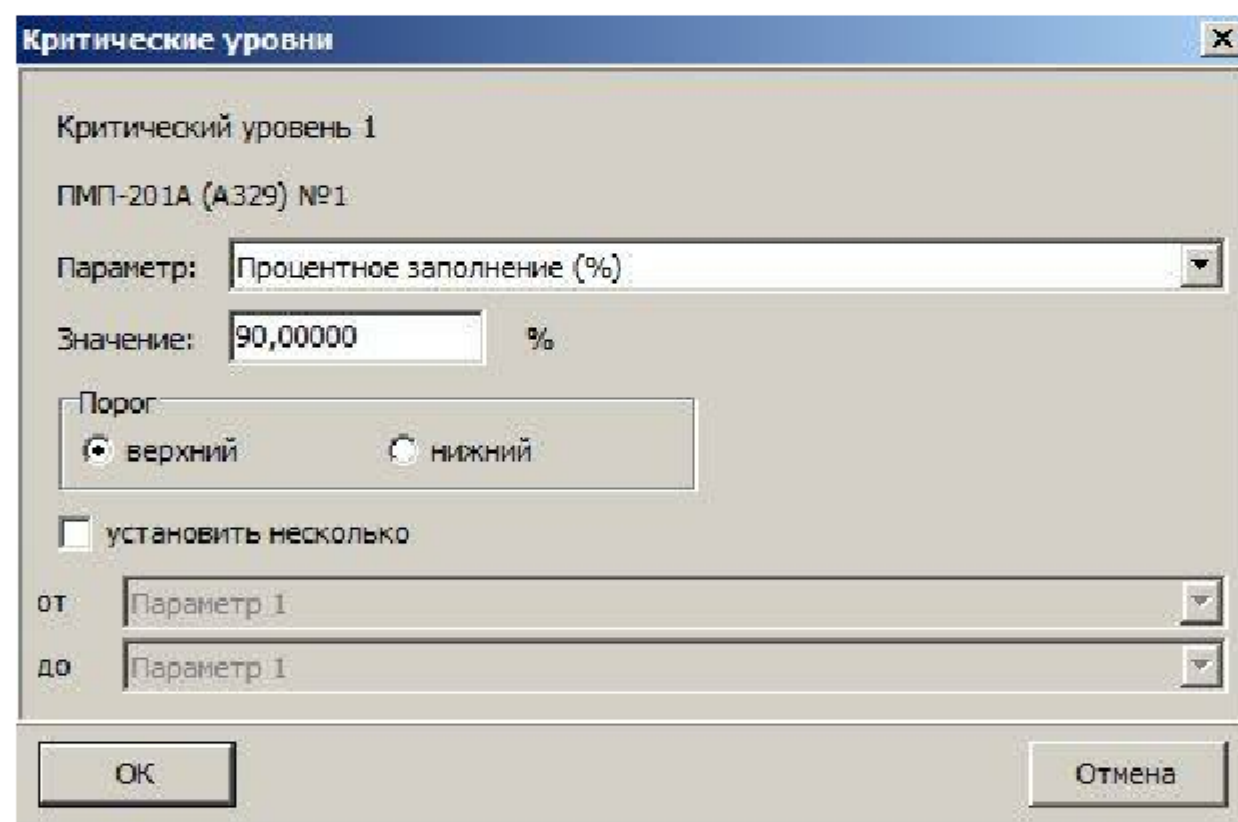 Критические уровни
Критический уровень 1
ПМП-201А (А329) №1
Параметр: Процентное заполнение (%)
Значение: 90,00000 %
Порог
верхний нижний
установить несколько
от Параметр 1
до Параметр 1
ОК Отмена